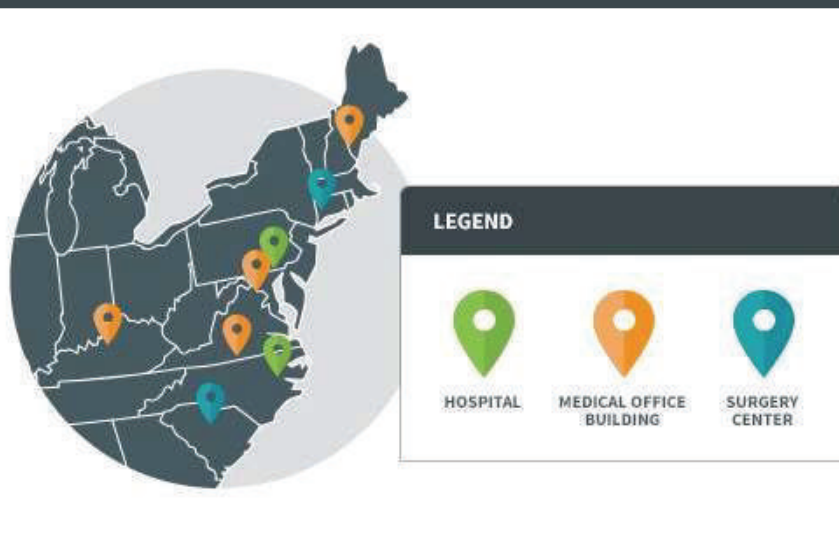 LEGEND
HOSPITAL
MEDICAL OFFICE
BUILDING
SURGERY
CENTER